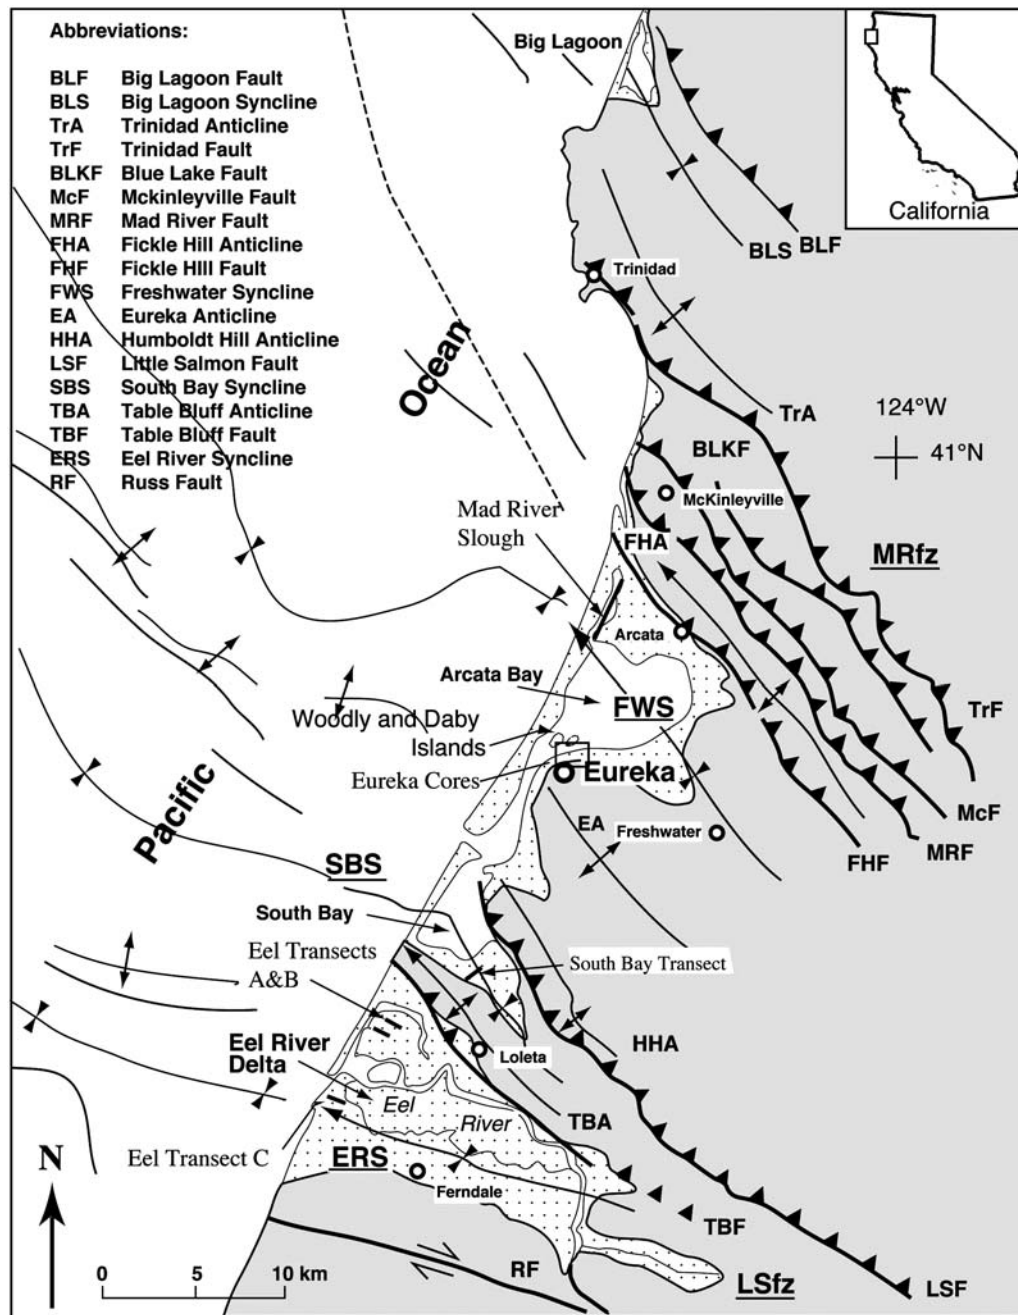 Abbreviations:
BLF Big Lagoon Fault
BLS Big Lagoon Syncline
TrA Trinidad Anticline
TrF Trinidad Fault
BLKF Blue Lake Fault
McF Mckinleyville Fault
MRF Mad River Fault
FHA Fickle Hill Anticline
FHF Fickle HIll Fault
FWS Freshwater Syncline
EA Eureka Anticline
HHA Humboldt Hill Anticline
LSF Little Salmon Fault
SBS South Bay Syncline
TBA Table Bluff Anticline
TBF Table Bluff Fault
ERS Eel River Syncline
RF Russ Fault
Big Lagoon
California
BLS
BLF
Trinidad
Ocean
TrA
124°W
41°N
BLKF
McKinleyville
Mad River
Slough
FHA
MRfz
Arcata
Arcata Bay
FWS
TrF
Woodly and Daby
Islands
Eureka Cores
Eureka
Pacific
McF
EA
Freshwater
MRF
FHF
SBS
South Bay
Eel Transects
A&B
South Bay Transect
HHA
Eel River
Delta
Loleta
Eel
River
TBA
Eel Transect C
ERS
Ferndale
N
TBF
RF
LSfz
LSF
0 5 10 km